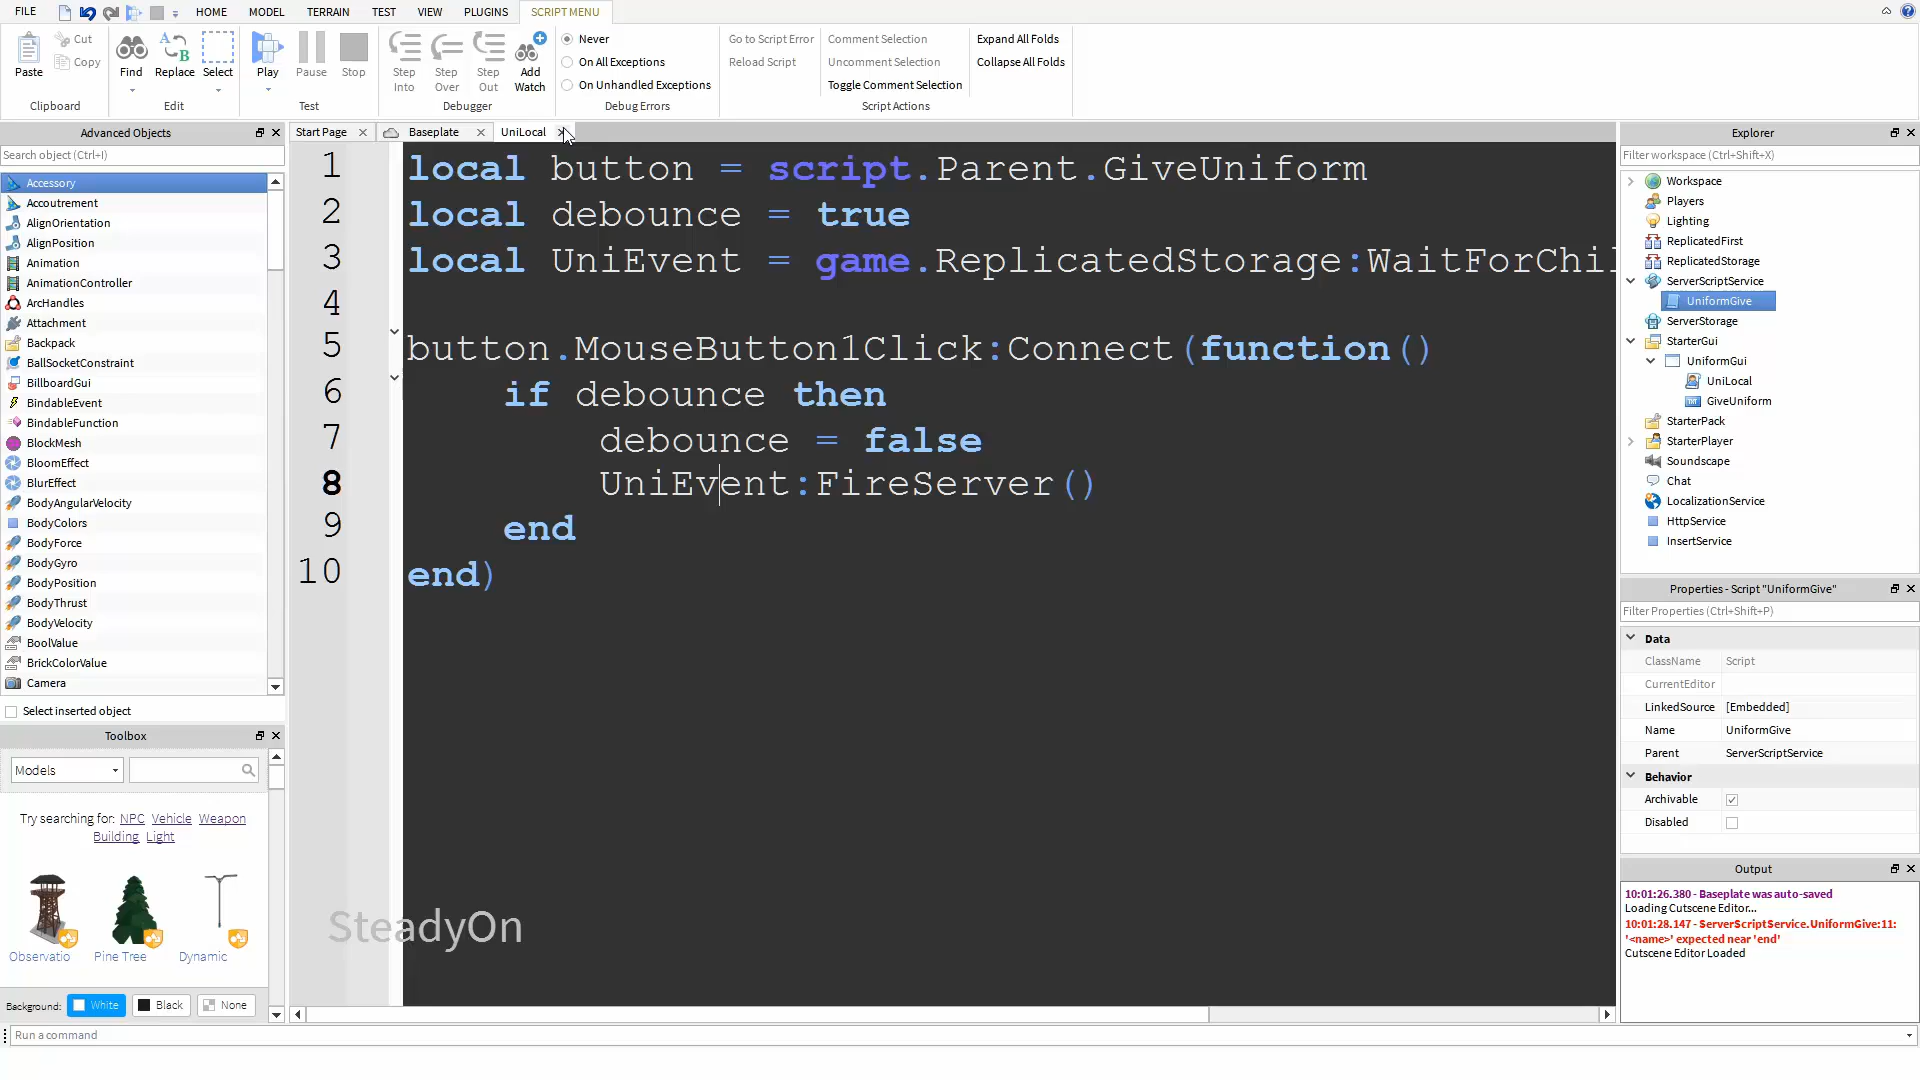 FILE HOME MODEL TERRAIN TEST VIEW PLUGINS SCRIPT MENU
Paste Cut Copy Clipboard
Find Replace Select Edit
Play Pause Stop Test
Step Into Step Over Step Out Add Watch Debugger
Never
On All Exceptions
On Unhandled Exceptions
Debug Errors
Go to Script Error
Reload Script
Comment Selection
Uncomment Selection
Toggle Comment Selection
Expand All Folds
Collapse All Folds
Script Actions
Advanced Objects
Search object (Ctrl+I)
Accessory
Accoutrement
AlignOrientation
AlignPosition
Animation
AnimationController
ArcHandles
Attachment
Backpack
BallSocketConstraint
BillboardGui
BindableEvent
BindableFunction
BlockMesh
BloomEffect
BlurEffect
BodyAngularVelocity
BodyColors
BodyForce
BodyGyro
BodyPosition
BodyThrust
BodyVelocity
BoolValue
BrickColorValue
Camera
Select inserted object
Toolbox
Models
Try searching for: NPC Vehicle Weapon
Building Light
Observatio Pine Tree Dynamic
Background: White Black None
Run a command
Start Page Baseplate UniLocal
1 local button = script.Parent.GiveUniform
2 local debounce = true
3 local UniEvent = game.ReplicatedStorage:WaitForChil
4
5 button.MouseButton1Click:Connect(function()
6 if debounce then
7 debounce = false
8 UniEvent:FireServer()
9 end
10 end)
SteadyOn
Explorer
Filter workspace (Ctrl+Shift+X)
Workspace
Players
Lighting
ReplicatedFirst
ReplicatedStorage
ServerScriptService
UniformGive
ServerStorage
StarterGui
UniformGui
UniLocal
GiveUniform
StarterPack
StarterPlayer
Soundscape
Chat
LocalizationService
HttpService
InsertService
Properties - Script "UniformGive"
Filter Properties (Ctrl+Shift+P)
Data
ClassName Script
CurrentEditor
LinkedSource [Embedded]
Name UniformGive
Parent ServerScriptService
Behavior
Archivable
Disabled
Output
10:01:26.380 - Baseplate was auto-saved
Loading Cutscene Editor...
10:01:28.147 - ServerScriptService.UniformGive:11:
'<name>' expected near 'end'
Cutscene Editor Loaded